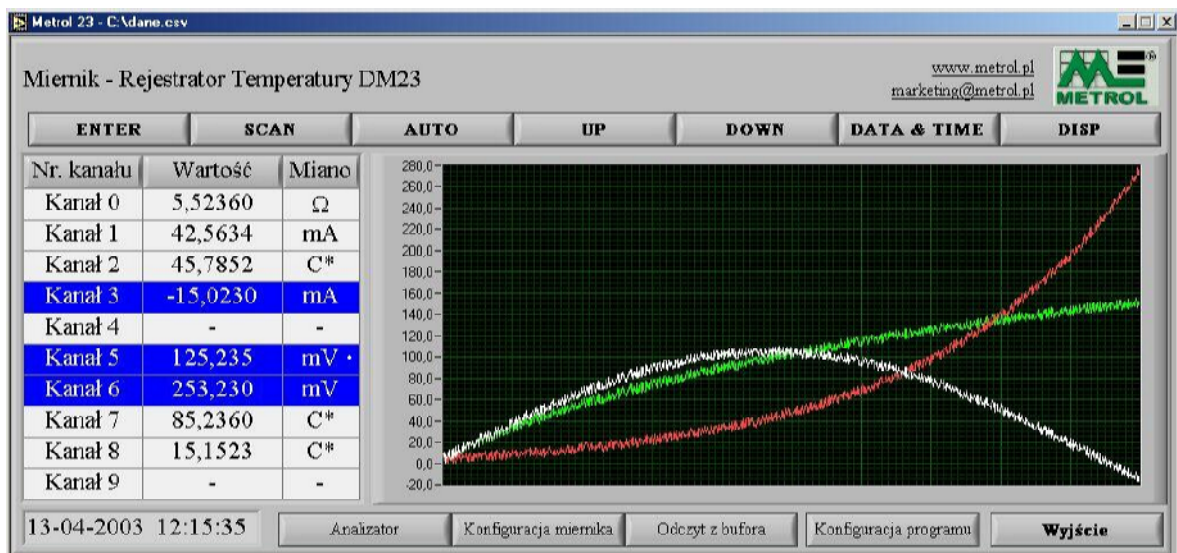 Metrol 23 - C:\dane.csv
Miernik - Rejestrator Temperatury DM23
www.metrol.pl
marketing@metrol.pl
ME®
METROL
ENTER SCAN AUTO UP DOWN DATA & TIME DISP
Nr. kanału Wartość Miano
Kanał 0 5,52360 Ω
Kanał 1 42,5634 mA
Kanał 2 45,7852 C*
Kanał 3 -15,0230 mA
Kanał 4 - -
Kanał 5 125,235 mV
Kanał 6 253,230 mV
Kanał 7 85,2360 C*
Kanał 8 15,1523 C*
Kanał 9 - -
280,0
260,0
240,0
220,0
200,0
180,0
160,0
140,0
120,0
100,0
80,0
60,0
40,0
20,0
0,0
-20,0
13-04-2003 12:15:35
Analizator Konfiguracja miernika Odczyt z bufora Konfiguracja programu Wyjście